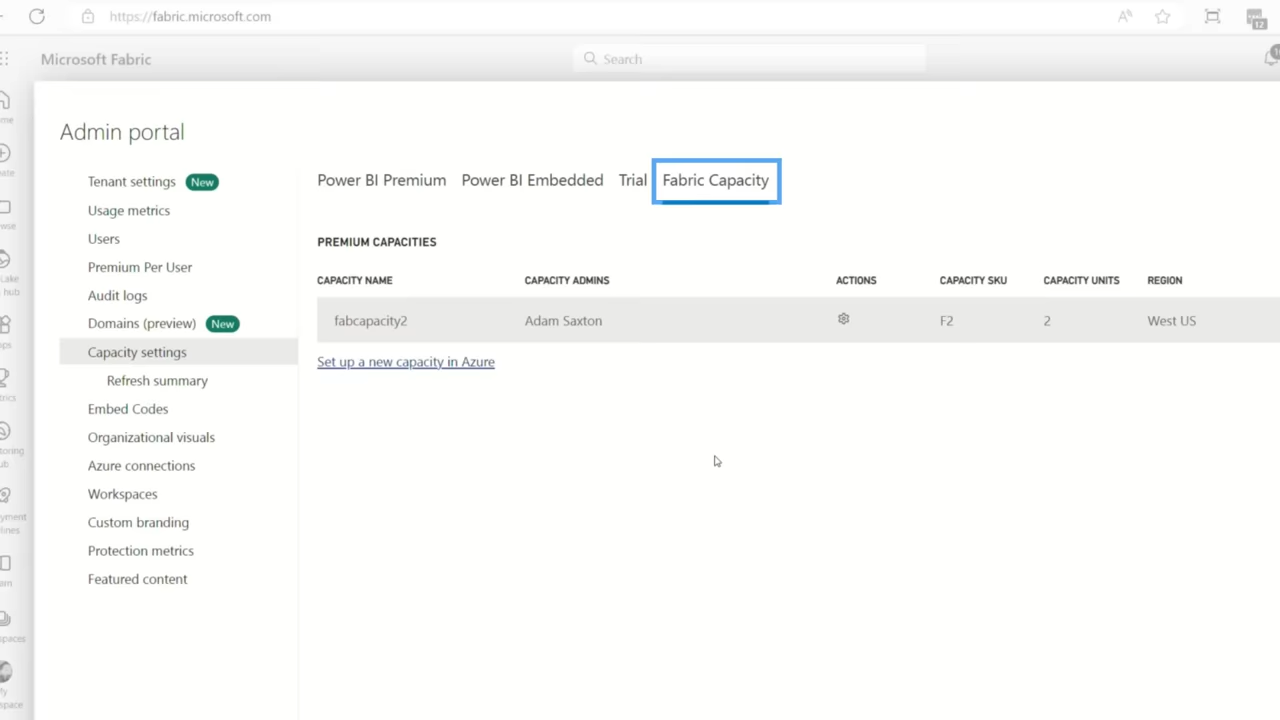 https://fabric.microsoft.com
12
Microsoft Fabric
Search
Admin portal
Tenant settings New
Usage metrics
Users
Premium Per User
Audit logs
Domains (preview) New
Capacity settings
Refresh summary
Embed Codes
Organizational visuals
Azure connections
Workspaces
Custom branding
Protection metrics
Featured content
Power BI Premium Power BI Embedded Trial Fabric Capacity
PREMIUM CAPACITIES
CAPACITY NAME CAPACITY ADMINS ACTIONS CAPACITY SKU CAPACITY UNITS REGION
fabcapacity2 Adam Saxton F2 2 West US
Set up a new capacity in Azure